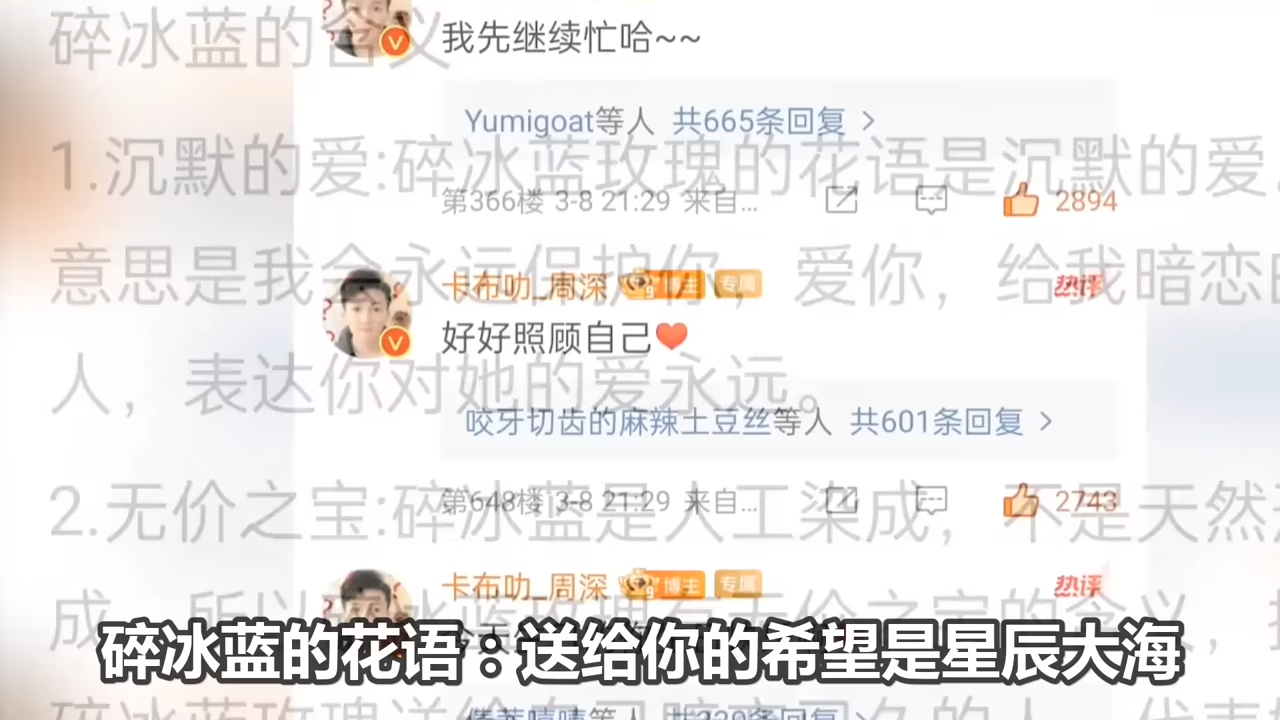 碎冰蓝的含义
我先继续忙哈~~
Yumigoat等人 共665条回复 >
1.沉默的爱:碎冰蓝玫瑰的花语是沉默的爱,
第366楼 3-8 21:29 来自... 2894
意思是我会永远保护你,爱你,给我暗恋的
卡布叻_周深 博主 专属 热评
好好照顾自己❤️
人,表达你对她的爱永远。
咬牙切齿的麻辣土豆丝等人 共601条回复 >
2.无价之宝:碎冰蓝是人工染成,不是天然形
第648楼 3-8 21:29 来自... 2743
卡布叻_周深 博主 专属 热评
碎冰蓝的花语:送给你的希望是星辰大海